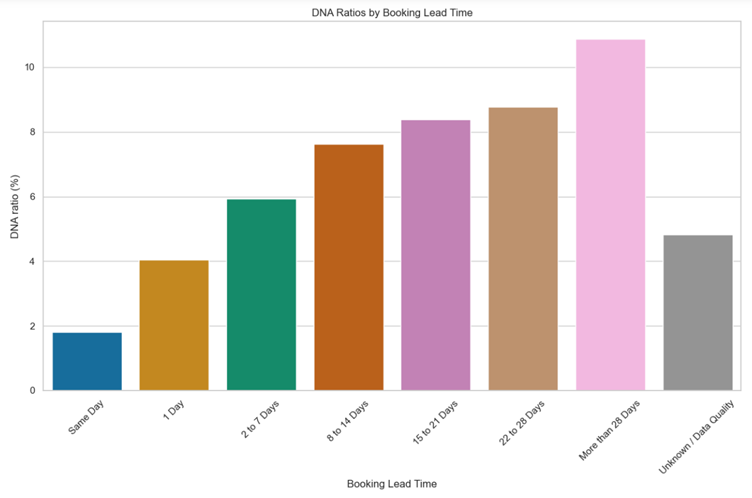 DNA Ratios by Booking Lead Time
DNA ratio (%)
10
8
6
4
2
0
Same Day
1 Day
2 to 7 Days
8 to 14 Days
15 to 21 Days
22 to 28 Days
More than 28 Days
Unknown / Data Quality
Booking Lead Time